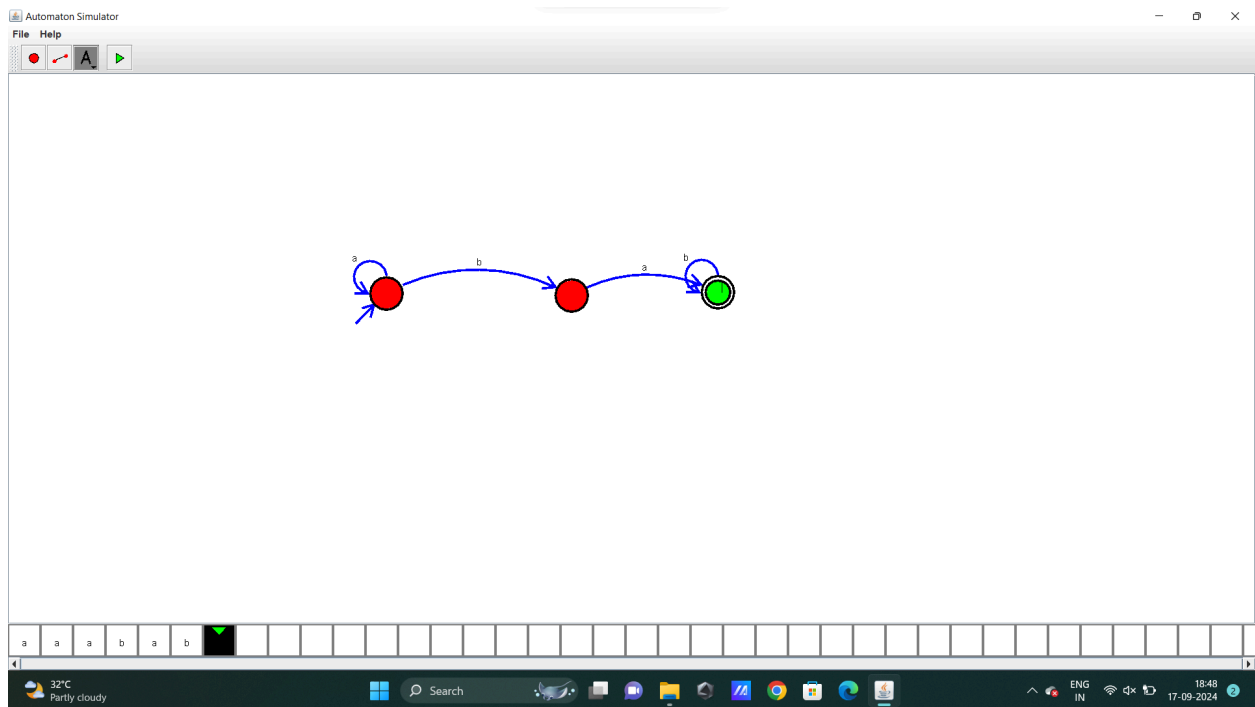 Automaton Simulator
File Help
A
a
b
a
b
a a a b a b
32°C
Partly cloudy
Search
ENG
IN
18:48
17-09-2024
2